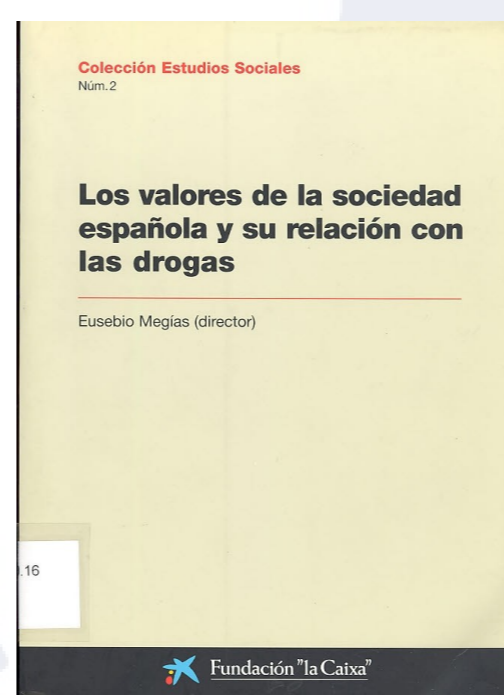 Colección Estudios Sociales
Núm.2
Los valores de la sociedad
española y su relación con
las drogas
Eusebio Megías (director)
.16
Fundación "la Caixa"